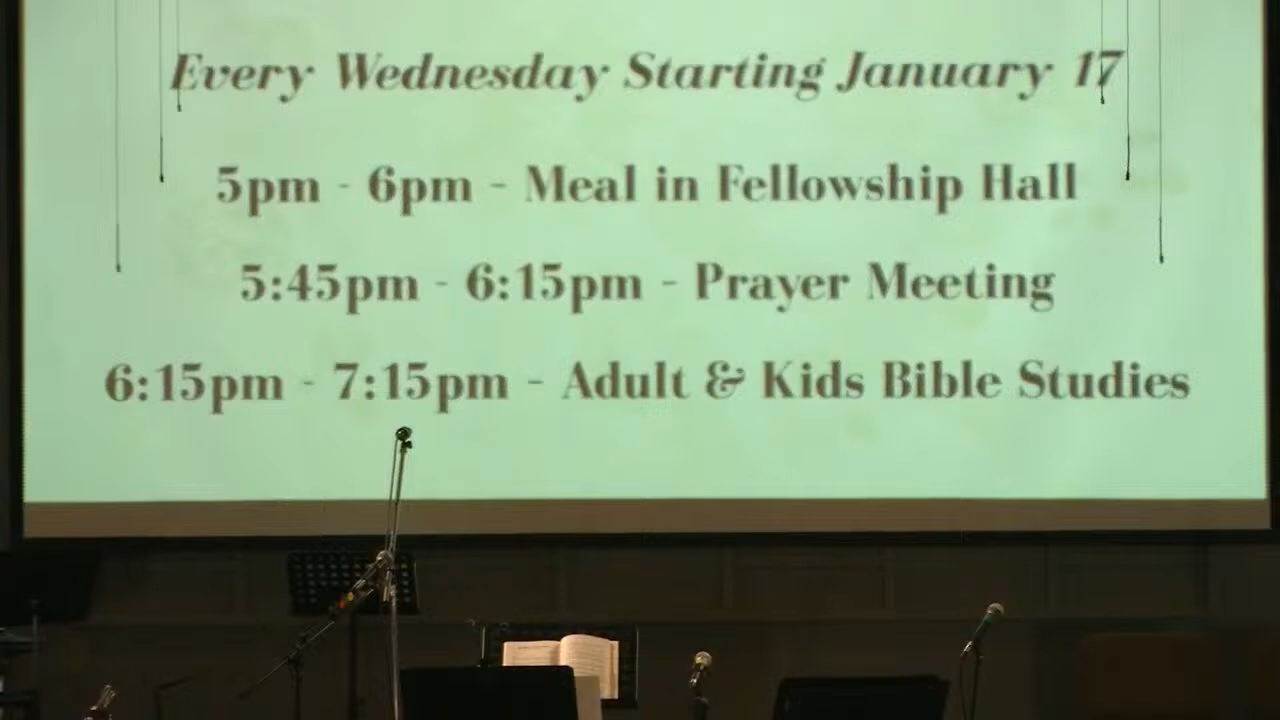 Every Wednesday Starting January 17
5pm - 6pm - Meal in Fellowship Hall
5:45pm - 6:15pm - Prayer Meeting
6:15pm - 7:15pm - Adult & Kids Bible Studies